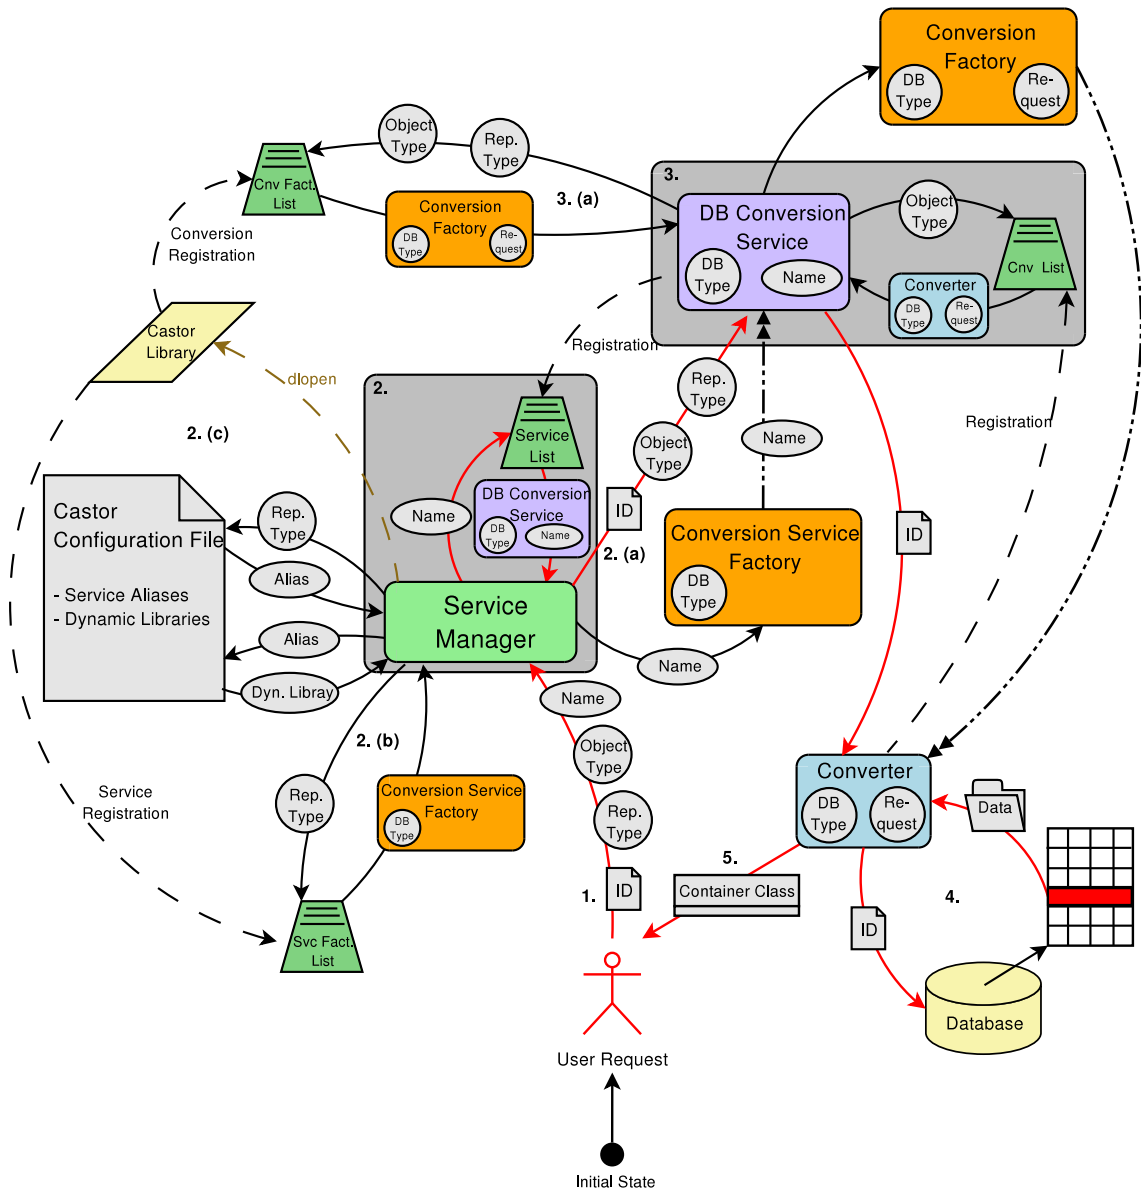 Conversion
Factory
DB
Type
Re-
quest
Object
Type
Rep.
Type
Cnv Fact.
List
3. (a)
Conversion
Factory
DB
Type
Re-
quest
3.
DB Conversion
Service
DB
Type
Name
Object
Type
Cnv List
Converter
DB
Type
Re-
quest
Conversion
Registration
Castor
Library
dlopen
Registration
Rep.
Type
2.
Service
List
Object
Type
Name
Registration
2. (c)
Name
DB Conversion
Service
DB
Type
Name
ID
2. (a)
ID
Castor
Configuration File
- Service Aliases
- Dynamic Libraries
Rep.
Type
Alias
Alias
Dyn. Libray
Service
Manager
Conversion Service
Factory
DB
Type
Name
Name
2. (b)
Object
Type
Service
Registration
Rep.
Type
Conversion Service
Factory
DB
Type
Rep.
Type
Converter
DB
Type
Re-
quest
Data
5.
1.
ID
Container Class
4.
ID
Svc Fact.
List
Database
User Request
Initial State